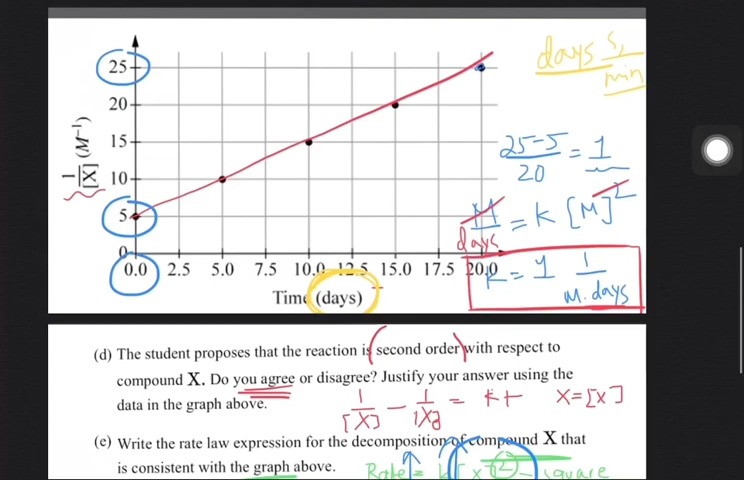 25
20
15
10
5
0
1/[X] (M⁻¹)
0.0 2.5 5.0 7.5 10.0 12.5 15.0 17.5 20.0
Time (days)
days s,
min
25-5/20 = 1
M/days = K [M]²
K = 1 1/M. days
(d) The student proposes that the reaction is second order with respect to
compound X. Do you agree or disagree? Justify your answer using the
data in the graph above.
1/[X] - 1/[X]₀ = Kt X=[X]
(e) Write the rate law expression for the decomposition of compound X that
is consistent with the graph above.
Rate = k [X]² square